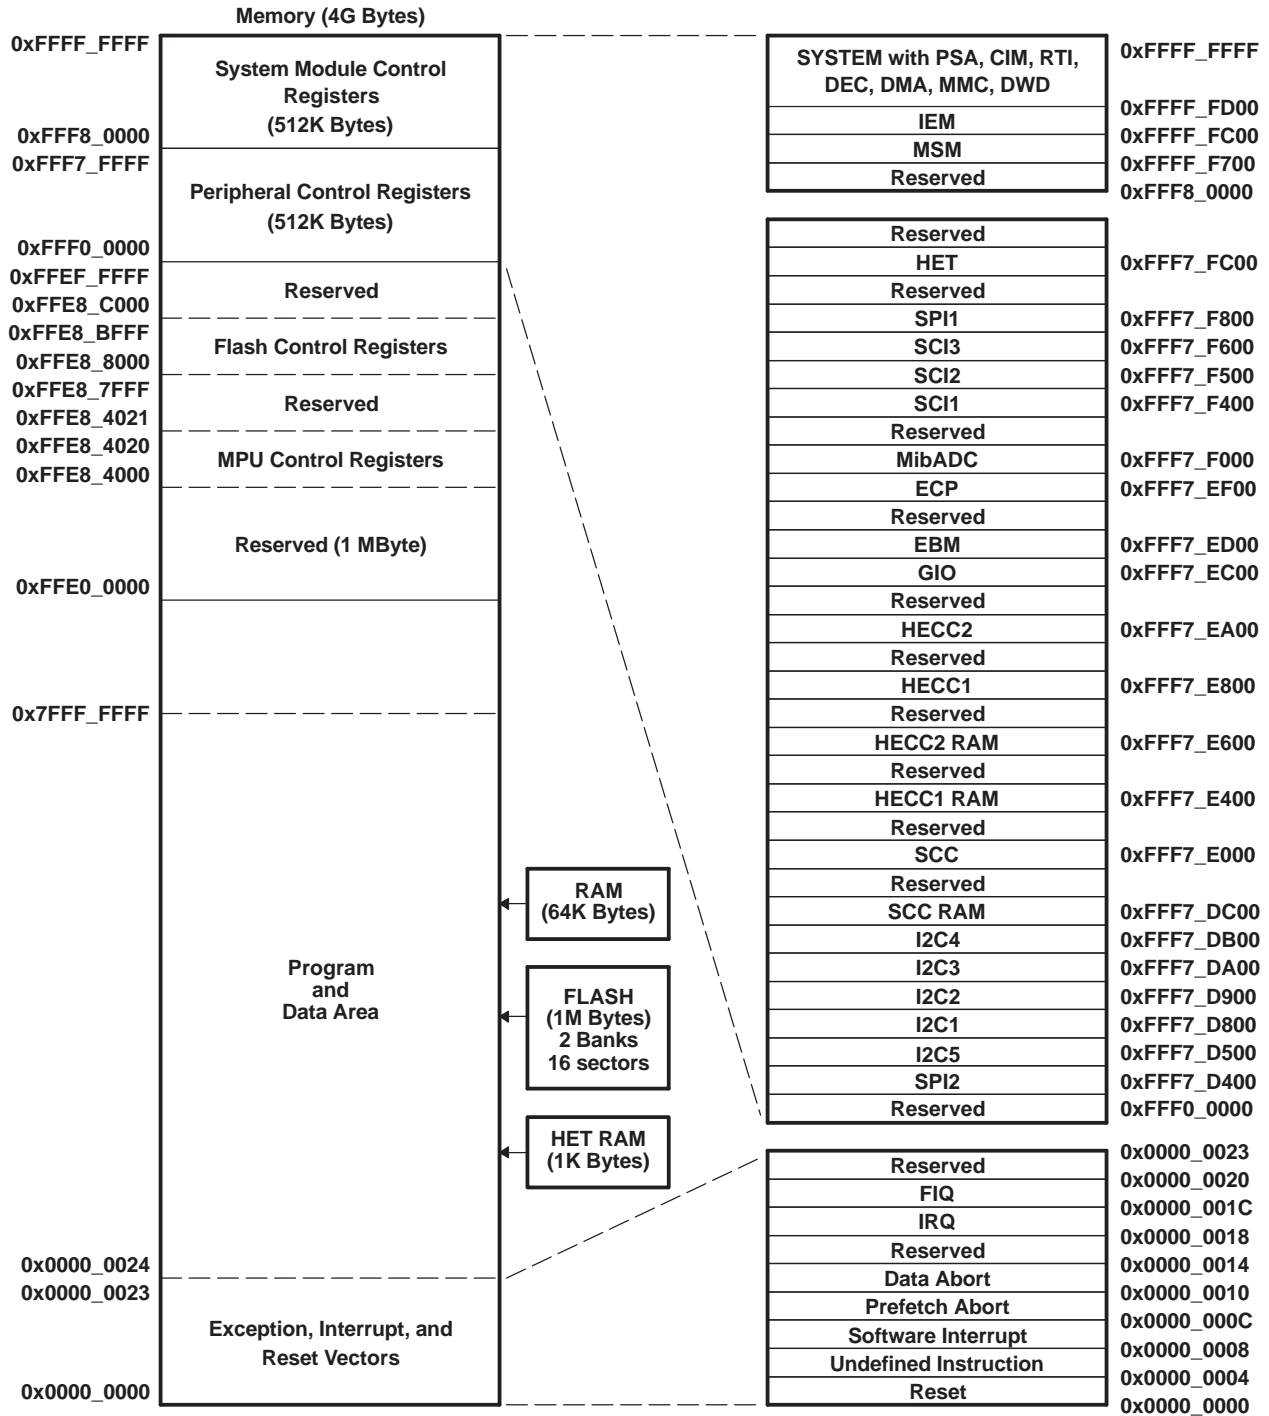 Memory (4G Bytes)
0xFFFF_FFFF
System Module Control
Registers
(512K Bytes)
0xFFF8_0000
0xFFF7_FFFF
Peripheral Control Registers
(512K Bytes)
0xFFF0_0000
0xFFEF_FFFF
Reserved
0xFFE8_C000
0xFFE8_BFFF
Flash Control Registers
0xFFE8_8000
0xFFE8_7FFF
Reserved
0xFFE8_4021
0xFFE8_4020
MPU Control Registers
0xFFE8_4000
Reserved (1 MByte)
0xFFE0_0000
0x7FFF_FFFF
Program
and
Data Area
0x0000_0024
0x0000_0023
Exception, Interrupt, and
Reset Vectors
0x0000_0000
RAM
(64K Bytes)
FLASH
(1M Bytes)
2 Banks
16 sectors
HET RAM
(1K Bytes)
SYSTEM with PSA, CIM, RTI,
DEC, DMA, MMC, DWD
0xFFFF_FFFF
0xFFFF_FD00
IEM
0xFFFF_FC00
MSM
0xFFFF_F700
Reserved
0xFFF8_0000
Reserved
HET 0xFFF7_FC00
Reserved
SPI1 0xFFF7_F800
SCI3 0xFFF7_F600
SCI2 0xFFF7_F500
SCI1 0xFFF7_F400
Reserved
MibADC 0xFFF7_F000
ECP 0xFFF7_EF00
Reserved
EBM 0xFFF7_ED00
GIO 0xFFF7_EC00
Reserved
HECC2 0xFFF7_EA00
Reserved
HECC1 0xFFF7_E800
Reserved
HECC2 RAM 0xFFF7_E600
Reserved
HECC1 RAM 0xFFF7_E400
Reserved
SCC 0xFFF7_E000
Reserved
SCC RAM 0xFFF7_DC00
I2C4 0xFFF7_DB00
I2C3 0xFFF7_DA00
I2C2 0xFFF7_D900
I2C1 0xFFF7_D800
I2C5 0xFFF7_D500
SPI2 0xFFF7_D400
Reserved 0xFFF0_0000
0x0000_0023
Reserved
0x0000_0020
FIQ
0x0000_001C
IRQ
0x0000_0018
Reserved
0x0000_0014
Data Abort
0x0000_0010
Prefetch Abort
0x0000_000C
Software Interrupt
0x0000_0008
Undefined Instruction
0x0000_0004
Reset
0x0000_0000